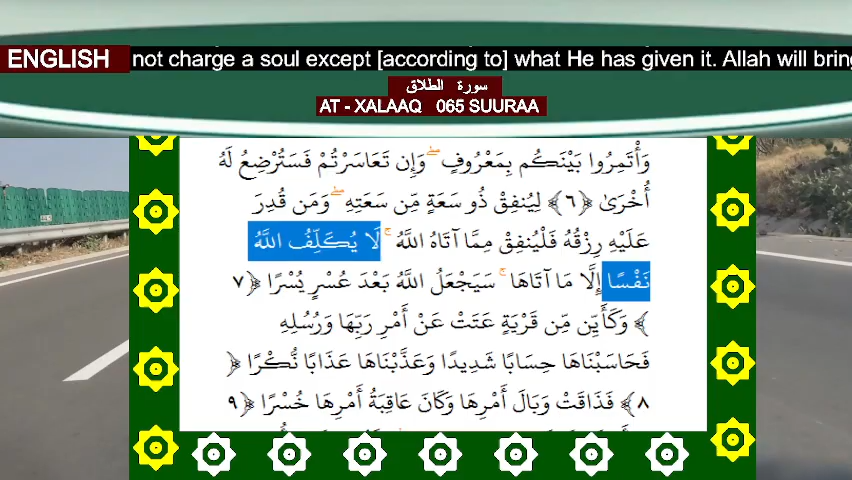 ENGLISH
not charge a soul except [according to] what He has given it. Allah will bring
سورة الطلاق
AT - XALAAQ 065 SUURAA
وَأْتَمِرُوا بَيْنَكُم بِمَعْرُوفٍ ۖ وَإِن تَعَاسَرْتُمْ فَسَتُرْضِعُ لَهُ
أُخْرَىٰ ﴿٦﴾ لِيُنفِقْ ذُو سَعَةٍ مِّن سَعَتِهِ ۖ وَمَن قُدِرَ
عَلَيْهِ رِزْقُهُ فَلْيُنفِقْ مِمَّا آتَاهُ اللَّهُ ۚ لَا يُكَلِّفُ اللَّهُ
نَفْسًا إِلَّا مَا آتَاهَا ۚ سَيَجْعَلُ اللَّهُ بَعْدَ عُسْرٍ يُسْرًا ﴿٧
﴾ وَكَأَيِّن مِّن قَرْيَةٍ عَتَتْ عَنْ أَمْرِ رَبِّهَا وَرُسُلِهِ
فَحَاسَبْنَاهَا حِسَابًا شَدِيدًا وَعَذَّبْنَاهَا عَذَابًا نُّكْرًا ﴿
٨﴾ فَذَاقَتْ وَبَالَ أَمْرِهَا وَكَانَ عَاقِبَةُ أَمْرِهَا خُسْرًا ﴿٩